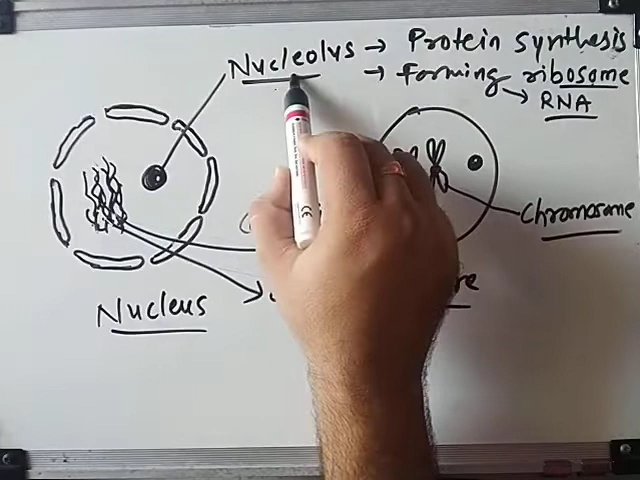 Nucleolus → Protein synthesis
→ Forming ribosome
→ RNA
Chromosome
Nucleus